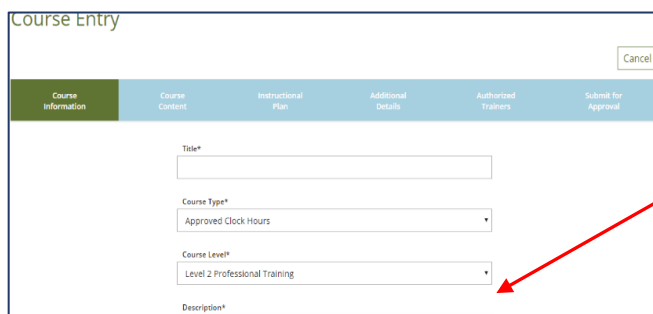 Course Entry
Cancel
Course Information
Course Content
Instructional Plan
Additional Details
Authorized Trainers
Submit for Approval
Title*
Course Type*
Approved Clock Hours
Course Level*
Level 2 Professional Training
Description*